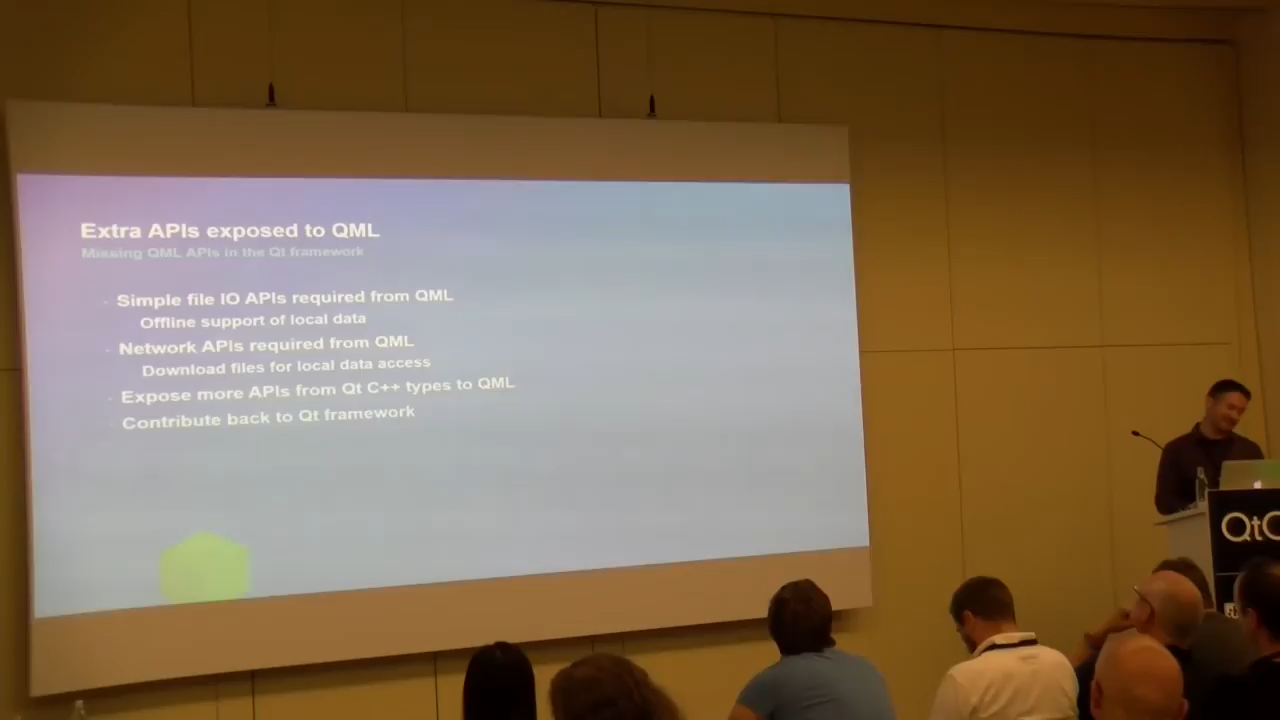 Extra APIs exposed to QML
Missing QML APIs in the Qt framework
Simple file IO APIs required from QML
Offline support of local data
Network APIs required from QML
Download files for local data access
Expose more APIs from Qt C++ types to QML
Contribute back to Qt framework
QtC